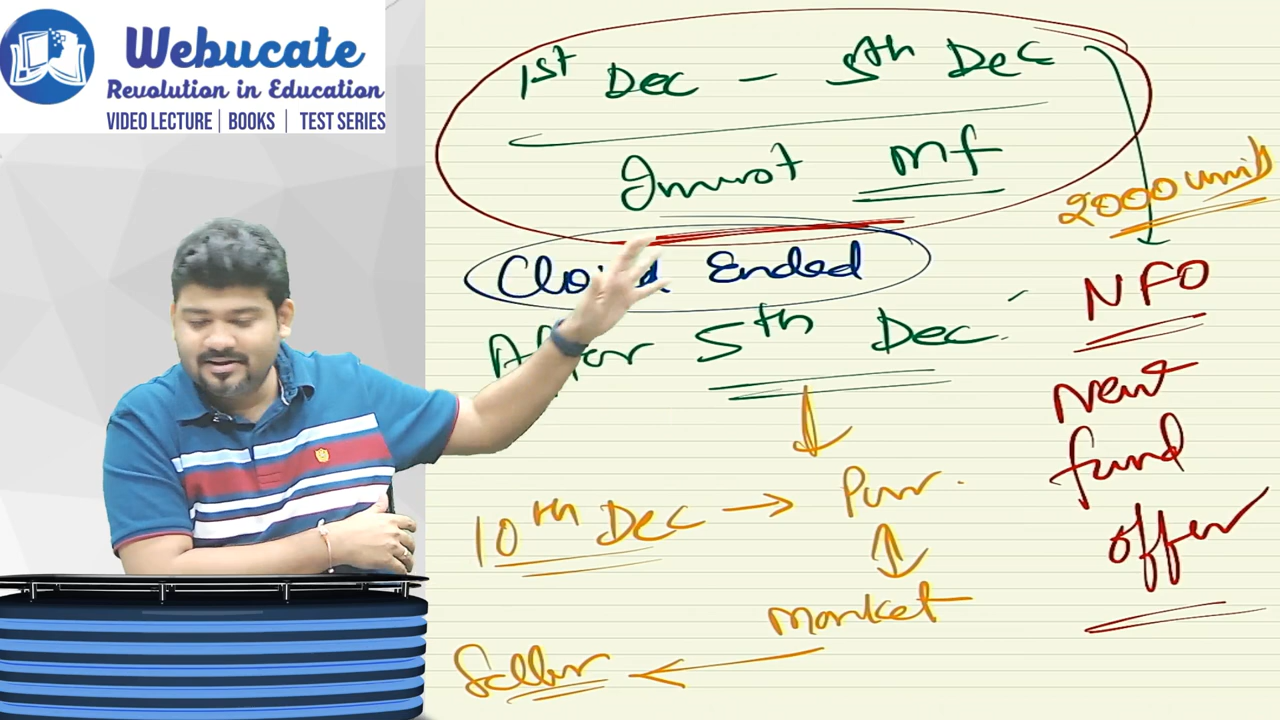 Webucate
Revolution in Education
VIDEO LECTURE | BOOKS | TEST SERIES
1st Dec - 5th Dec
Invest MF
2000 units
Closed Ended
NFO
After 5th Dec.
New
fund
offer
10th Dec → Pur.
Market
Seller